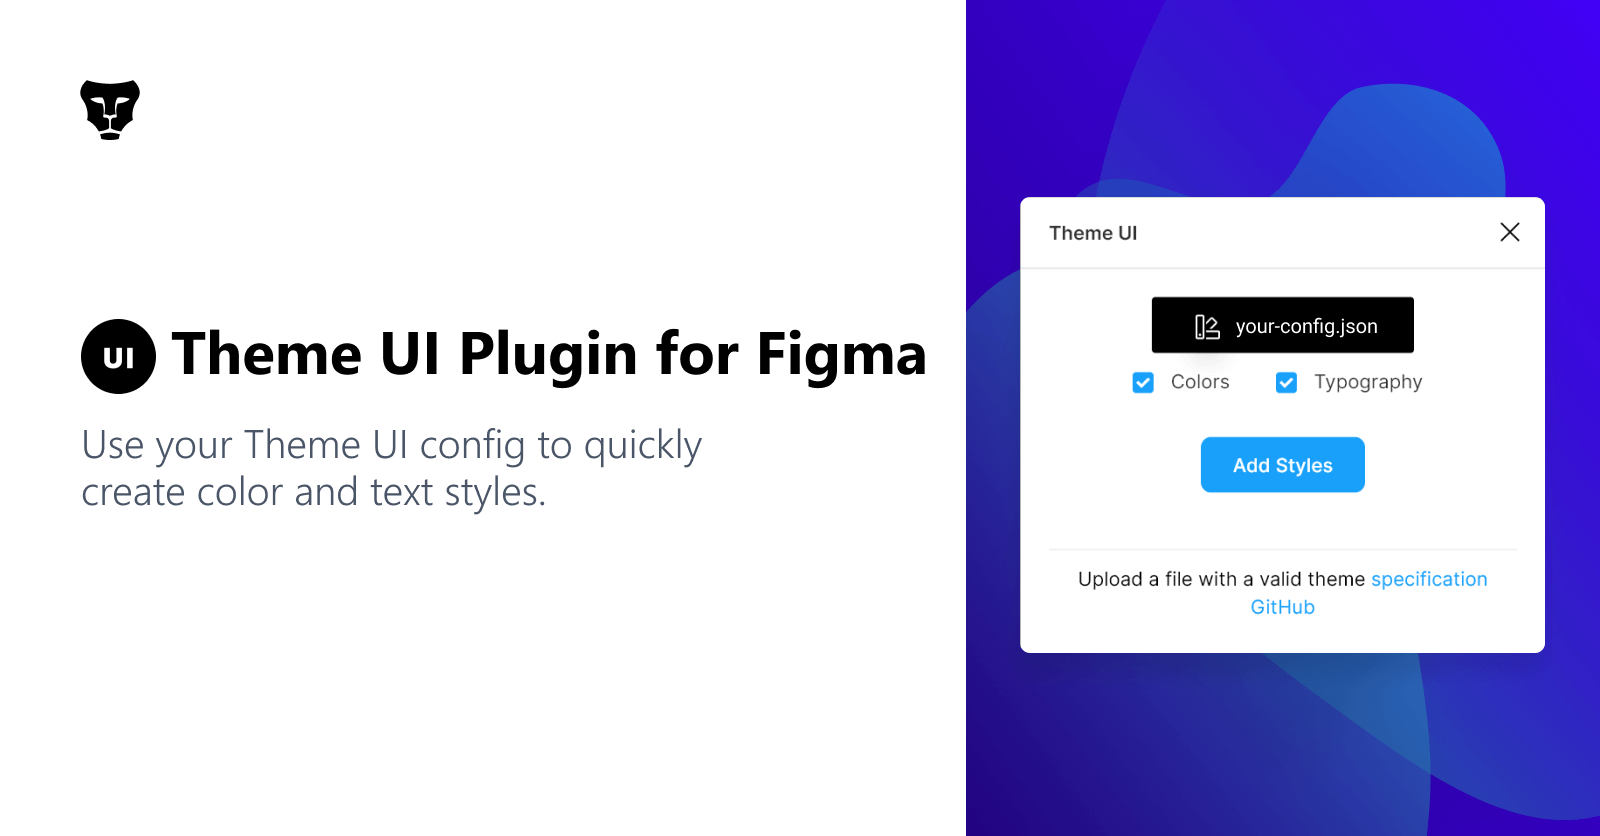 UI Theme UI Plugin for Figma
Use your Theme UI config to quickly
create color and text styles.
Theme UI
your-config.json
Colors Typography
Add Styles
Upload a file with a valid theme specification
GitHub